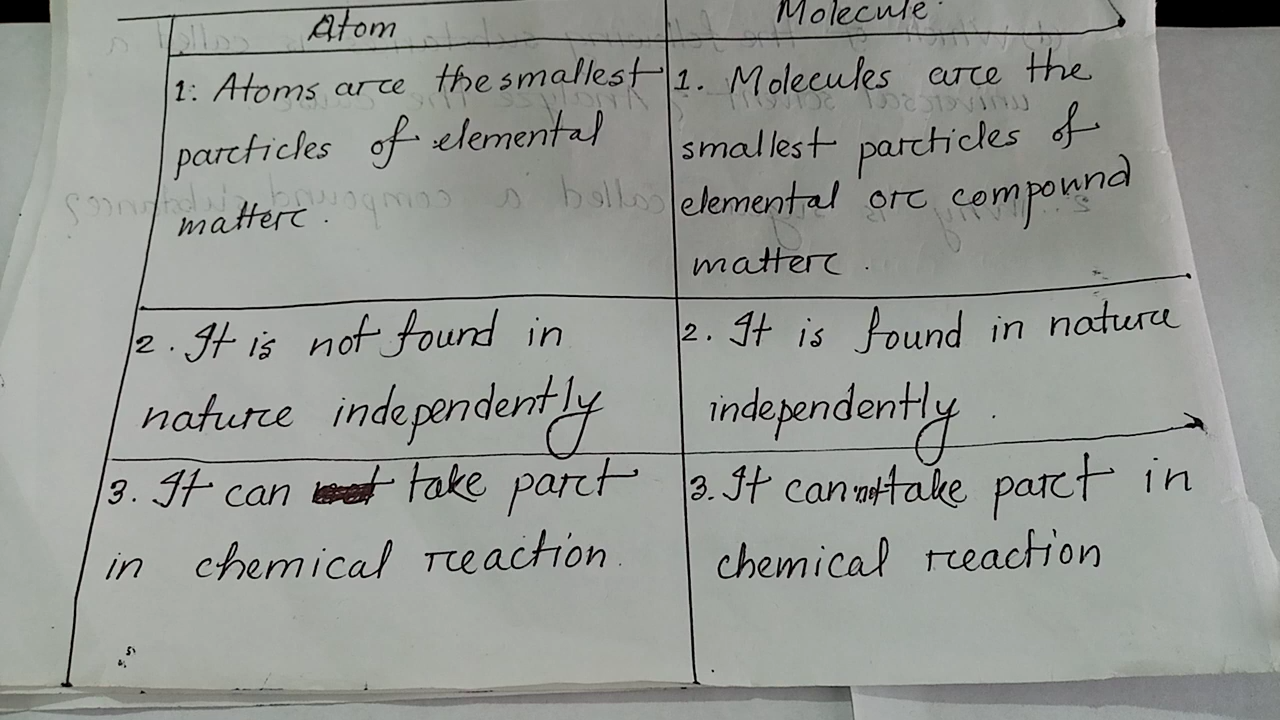 Atom
Molecule.
1: Atoms are the smallest
particles of elemental
matter.
1. Molecules are the
smallest particles of
elemental or compound
matter.
2. It is not found in
nature independently
2. It is found in nature
independently.
3. It can take part
in chemical reaction.
3. It can not take part in
chemical reaction